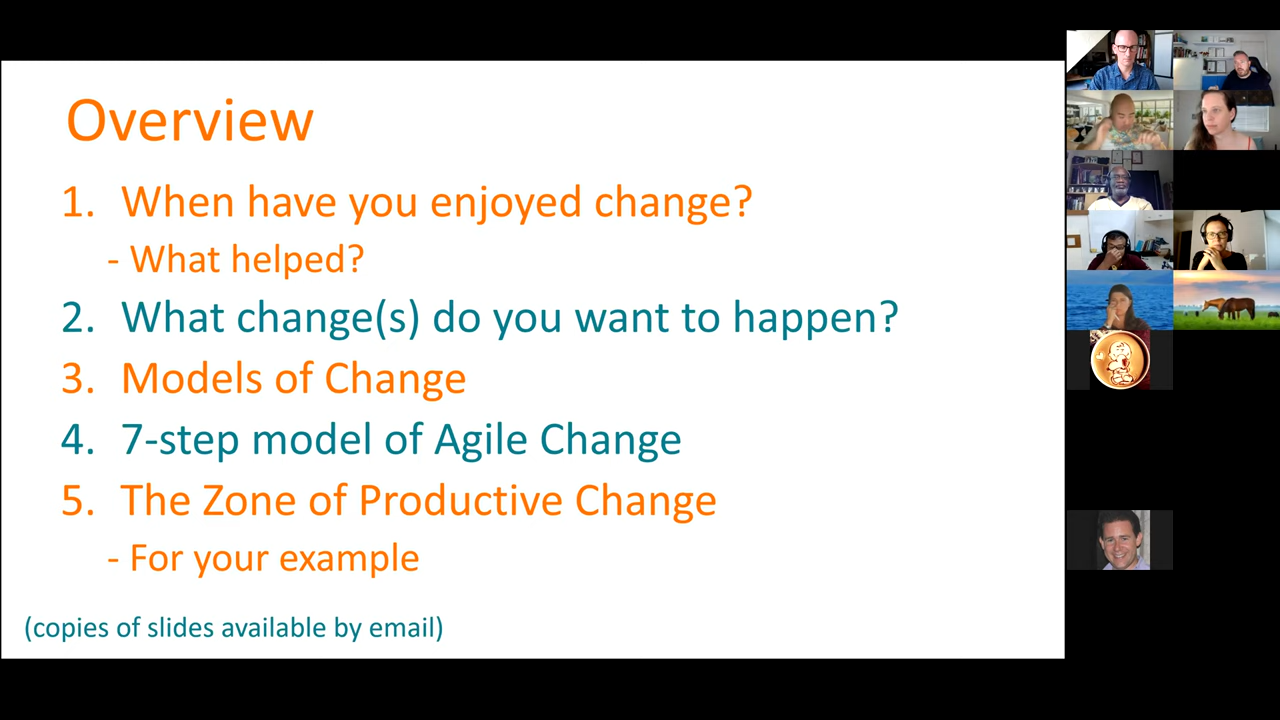 Overview
1. When have you enjoyed change?
- What helped?
2. What change(s) do you want to happen?
3. Models of Change
4. 7-step model of Agile Change
5. The Zone of Productive Change
- For your example
(copies of slides available by email)